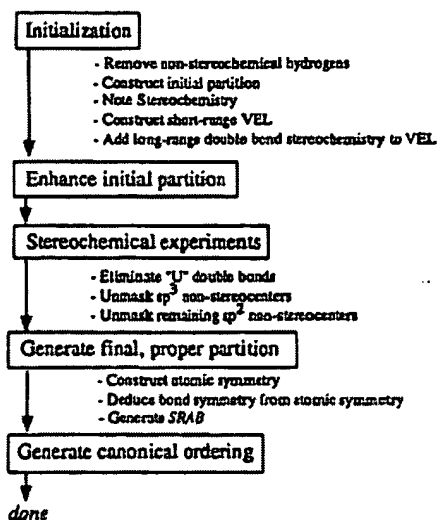 Initialization
- Remove non-stereochemical hydrogens
- Construct initial partition
- Note Stereochemistry
- Construct short-range VEL
- Add long-range double bond stereochemistry to VEL
Enhance initial partition
Stereochemical experiments
- Eliminate "U" double bonds
- Unmask sp3 non-stereocenters
- Unmask remaining sp2 non-stereocenters
Generate final, proper partition
- Construct atomic symmetry
- Deduce bond symmetry from atomic symmetry
- Generate SRAB
Generate canonical ordering
done